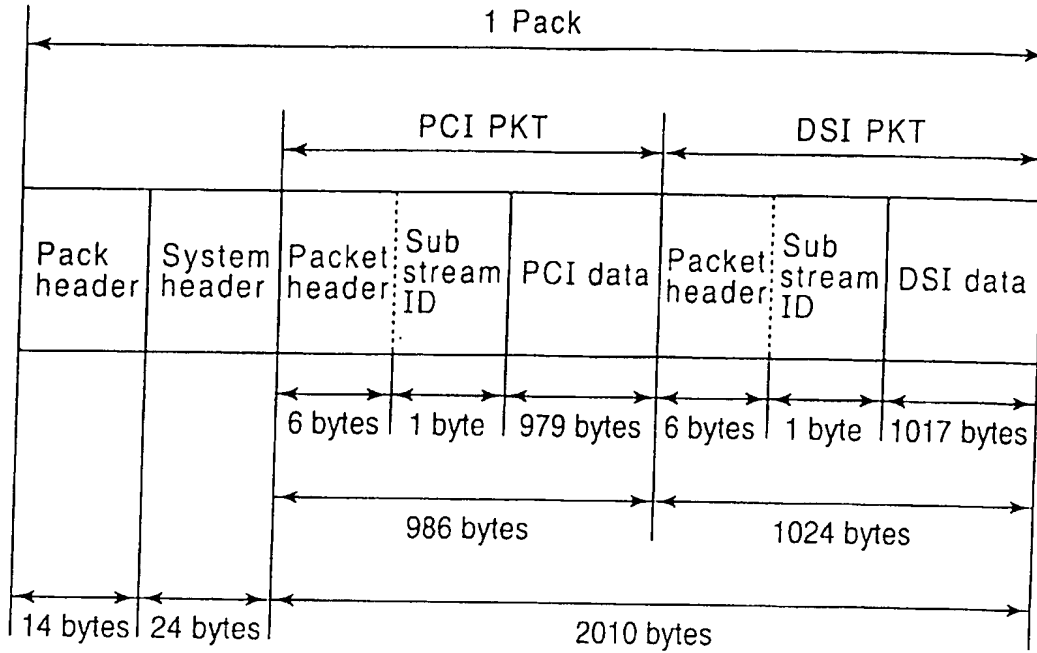 1 Pack
PCI PKT
DSI PKT
Pack
header
System
header
Packet
header
Sub
stream
ID
PCI data
Packet
header
Sub
stream
ID
DSI data
6 bytes
1 byte
979 bytes
6 bytes
1 byte
1017 bytes
986 bytes
1024 bytes
14 bytes
24 bytes
2010 bytes